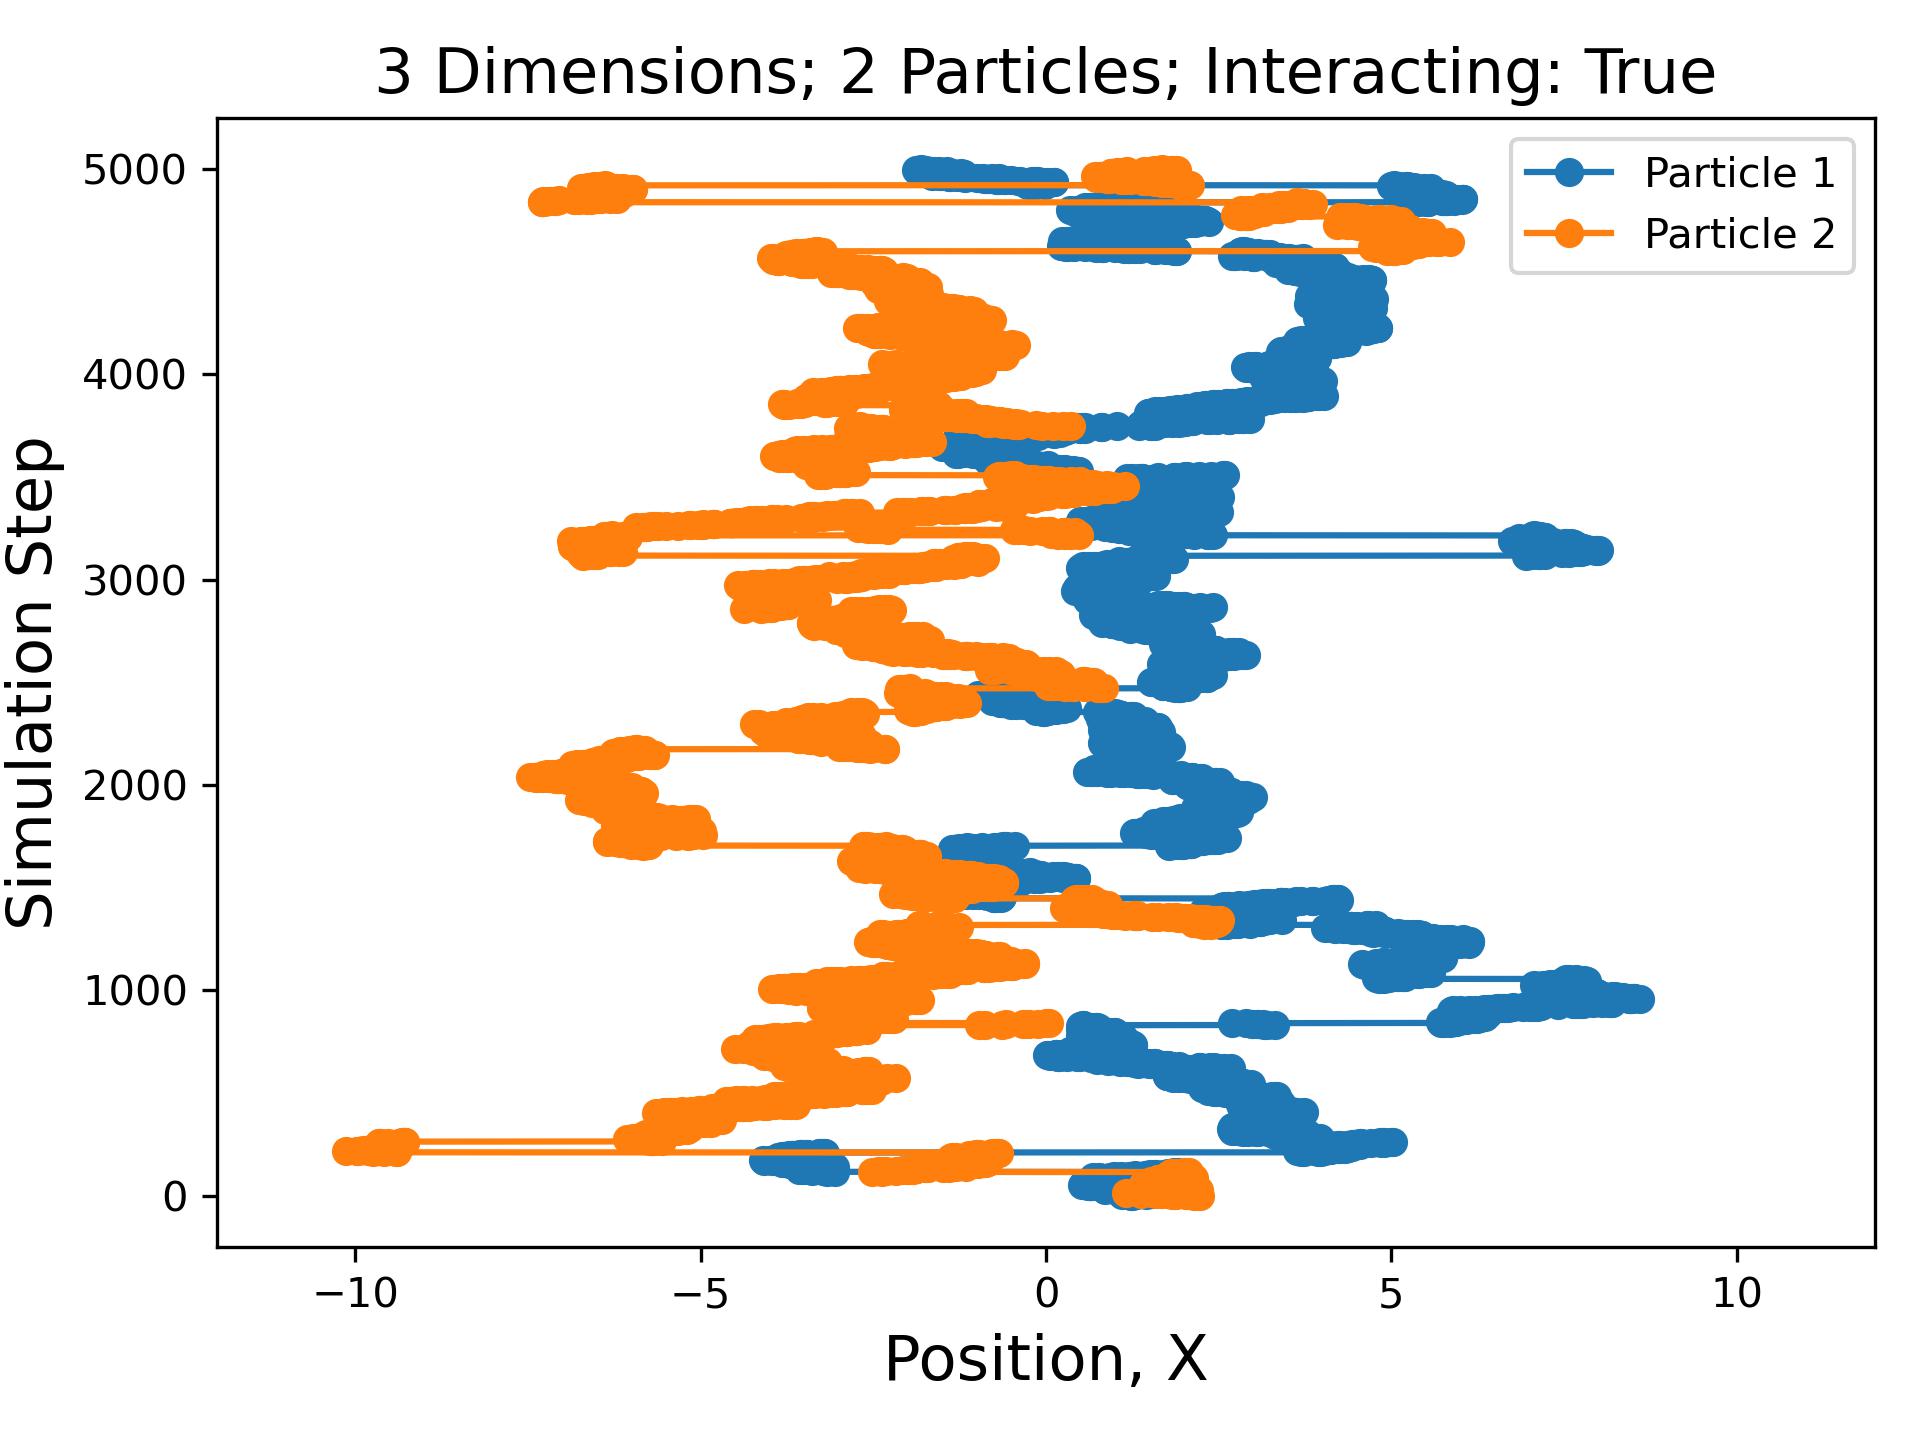 3 Dimensions; 2 Particles; Interacting: True
Particle 1
Particle 2
Simulation Step
5000
4000
3000
2000
1000
0
−10
−5
0
5
10
Position, X